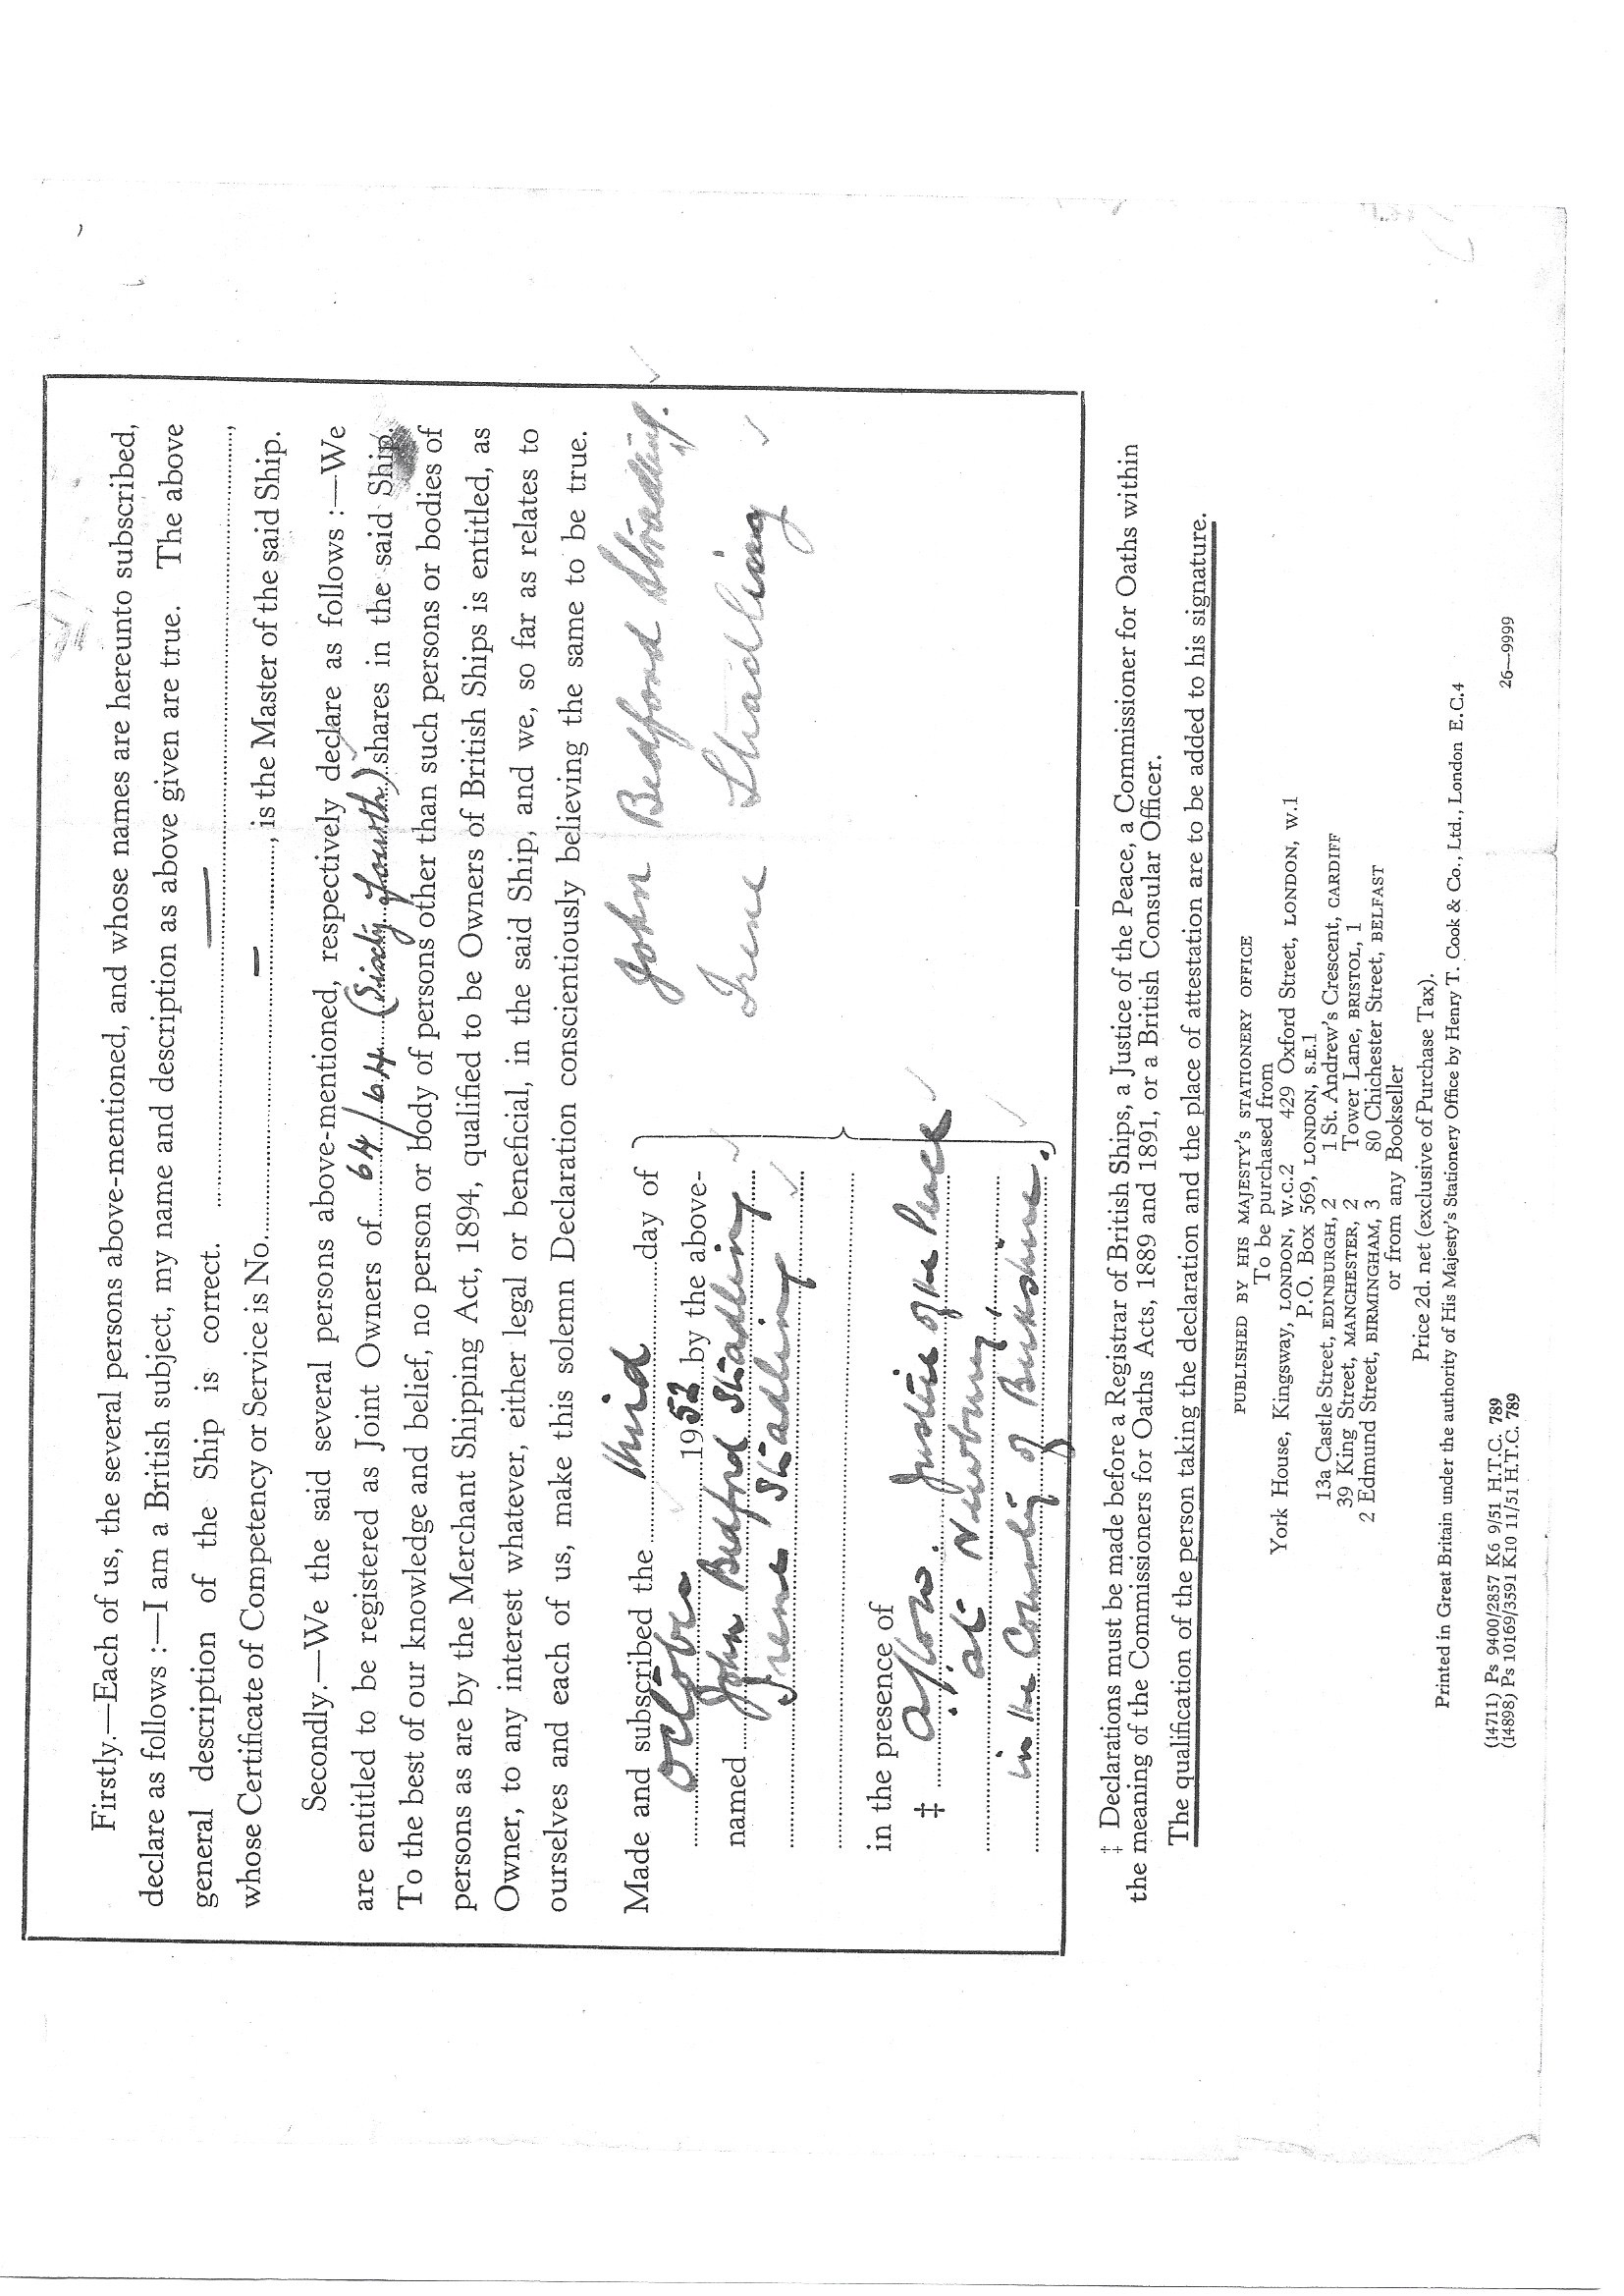 Firstly.—Each of us, the several persons above-mentioned, and whose names are hereunto subscribed,
declare as follows :—I am a British subject, my name and description as above given are true. The above
general description of the Ship is correct. ............ — ............,
whose Certificate of Competency or Service is No. ............ — ............, is the Master of the said Ship.
Secondly.—We the said several persons above-mentioned, respectively declare as follows :—We
are entitled to be registered as Joint Owners of 64/64 (Sixty fourth) shares in the said Ship.
To the best of our knowledge and belief, no person or body of persons other than such persons or bodies of
persons as are by the Merchant Shipping Act, 1894, qualified to be Owners of British Ships is entitled, as
Owner, to any interest whatever, either legal or beneficial, in the said Ship, and we, so far as relates to
ourselves and each of us, make this solemn Declaration conscientiously believing the same to be true.
Made and subscribed the third day of
October 1952 by the above-
named John Bedford Stradling
Irene Stradling
John Bedford Stradling.
Irene Stradling
in the presence of
‡ Justice of the Peace
at Newbury,
in the County of Berkshire.
‡ Declarations must be made before a Registrar of British Ships, a Justice of the Peace, a Commissioner for Oaths within
the meaning of the Commissioners for Oaths Acts, 1889 and 1891, or a British Consular Officer.
The qualification of the person taking the declaration and the place of attestation are to be added to his signature.
PUBLISHED BY HIS MAJESTY'S STATIONERY OFFICE
To be purchased from
York House, Kingsway, LONDON, W.C.2 429 Oxford Street, LONDON, W.1
P.O. Box 569, LONDON, S.E.1
13a Castle Street, EDINBURGH, 2 1 St. Andrew's Crescent, CARDIFF
39 King Street, MANCHESTER, 2 Tower Lane, BRISTOL, 1
2 Edmund Street, BIRMINGHAM, 3 80 Chichester Street, BELFAST
or from any Bookseller
Price 2d. net (exclusive of Purchase Tax).
Printed in Great Britain under the authority of His Majesty's Stationery Office by Henry T. Cook & Co., Ltd., London E.C.4
(14711) Ps 9400/2857 K6 9/51 H.T.C. 789
(14898) Ps 10169/3591 K10 11/51 H.T.C. 789
26—9999